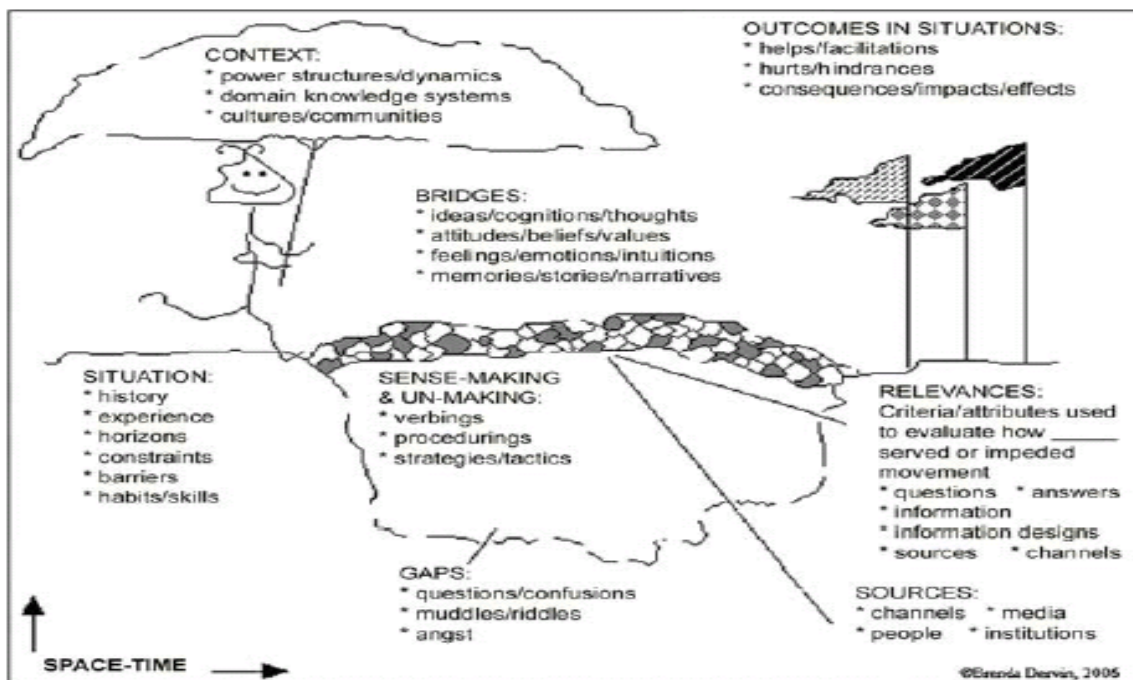 CONTEXT:
* power structures/dynamics
* domain knowledge systems
* cultures/communities
OUTCOMES IN SITUATIONS:
* helps/facilitations
* hurts/hindrances
* consequences/impacts/effects
BRIDGES:
* ideas/cognitions/thoughts
* attitudes/beliefs/values
* feelings/emotions/intuitions
* memories/stories/narratives
SITUATION:
* history
* experience
* horizons
* constraints
* barriers
* habits/skills
SENSE-MAKING
& UN-MAKING:
* verbings
* procedurings
* strategies/tactics
RELEVANCES:
Criteria/attributes used
to evaluate how _____
served or impeded
movement
* questions * answers
* information
* information designs
* sources * channels
GAPS:
* questions/confusions
* muddles/riddles
* angst
SOURCES:
* channels * media
* people * institutions
SPACE-TIME
©Brenda Dervin, 2005